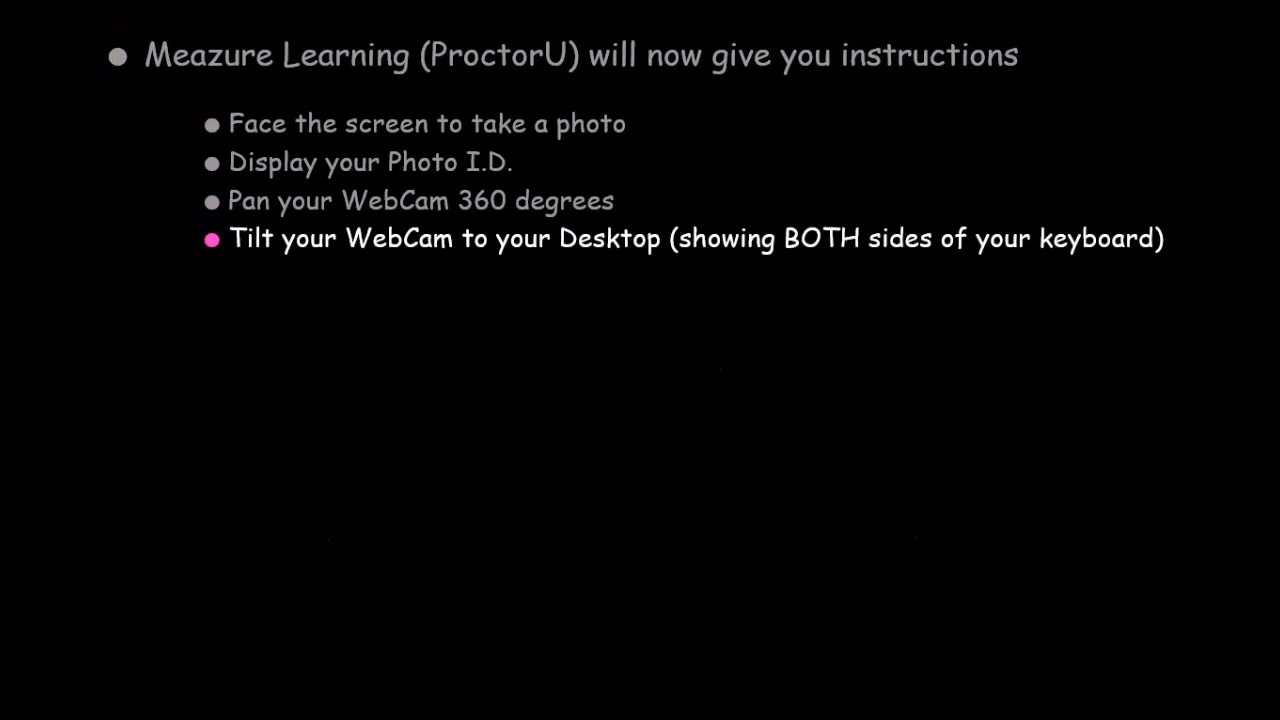 ● Meazure Learning (ProctorU) will now give you instructions
● Face the screen to take a photo
● Display your Photo I.D.
● Pan your WebCam 360 degrees
● Tilt your WebCam to your Desktop (showing BOTH sides of your keyboard)